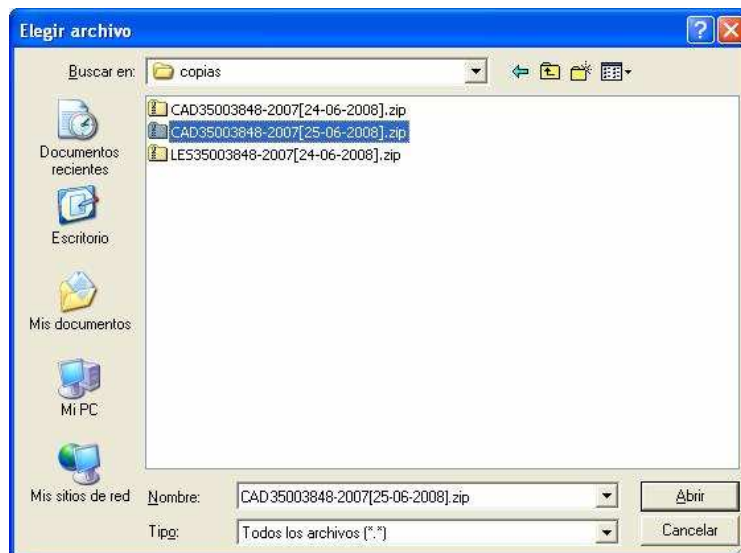 Elegir archivo
Buscar en: copias
CAD35003848-2007[24-06-2008].zip
CAD35003848-2007[25-06-2008].zip
LES35003848-2007[24-06-2008].zip
Documentos
recientes
Escritorio
Mis documentos
Mi PC
Mis sitios de red
Nombre: CAD35003848-2007[25-06-2008].zip Abrir
Tipo: Todos los archivos (*.*) Cancelar